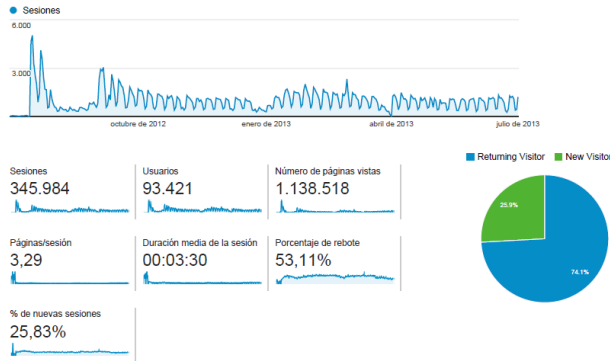 Sesiones
6.000
3.000
octubre de 2012 enero de 2013 abril de 2013 julio de 2013
Returning Visitor New Visitor
Sesiones Usuarios Número de páginas vistas
345.984 93.421 1.138.518
25.9%
74.1%
Páginas/sesión Duración media de la sesión Porcentaje de rebote
3,29 00:03:30 53,11%
% de nuevas sesiones
25,83%